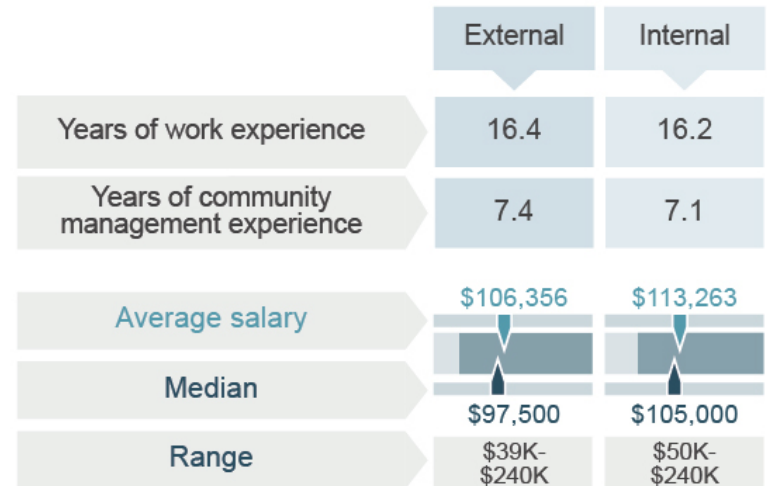 External Internal
Years of work experience 16.4 16.2
Years of community
management experience 7.4 7.1
$106,356 $113,263
Average salary
Median
$97,500 $105,000
Range
$39K-
$240K
$50K-
$240K